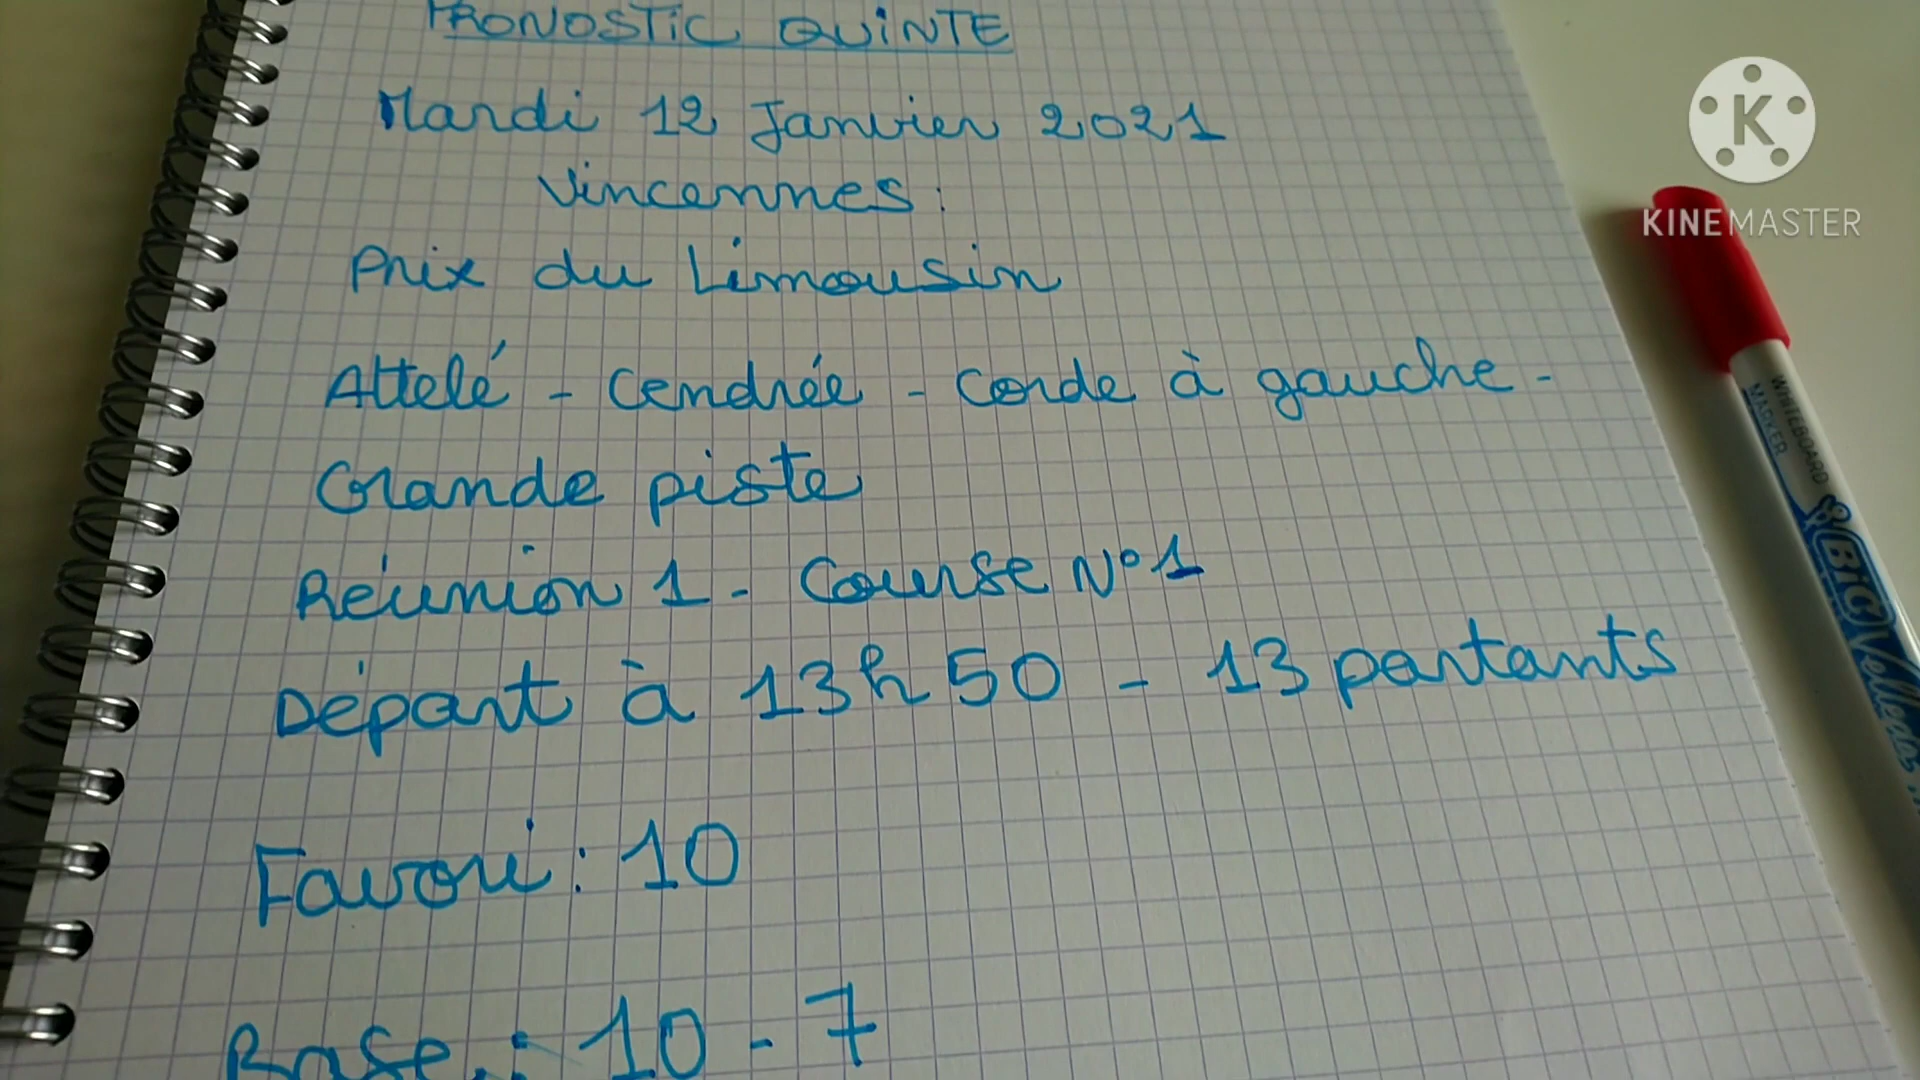 PRONOSTIC QUINTE
Mardi 12 Janvier 2021
Vincennes :
Prix du Limousin
Attelé - Cendrée - Corde à gauche -
Grande piste
Réunion 1 - Course N°1
Départ à 13h50 - 13 partants
Favori : 10
Base : 10 - 7
K
KINEMASTER
WHITEBOARD
MARKER
BIC Velleda